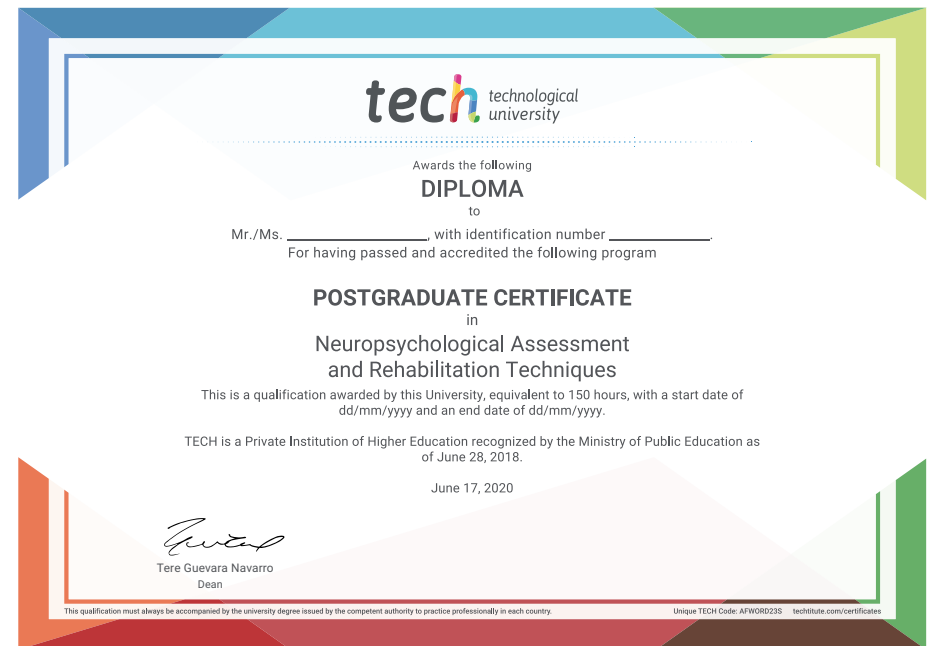 tech technological
university
Awards the following
DIPLOMA
to
Mr./Ms. ____________________, with identification number ______________.
For having passed and accredited the following program
POSTGRADUATE CERTIFICATE
in
Neuropsychological Assessment
and Rehabilitation Techniques
This is a qualification awarded by this University, equivalent to 150 hours, with a start date of
dd/mm/yyyy and an end date of dd/mm/yyyy.
TECH is a Private Institution of Higher Education recognized by the Ministry of Public Education as
of June 28, 2018.
June 17, 2020
Tere Guevara Navarro
Dean
This qualification must always be accompanied by the university degree issued by the competent authority to practice professionally in each country.
Unique TECH Code: AFWORD23S techtitute.com/certificates